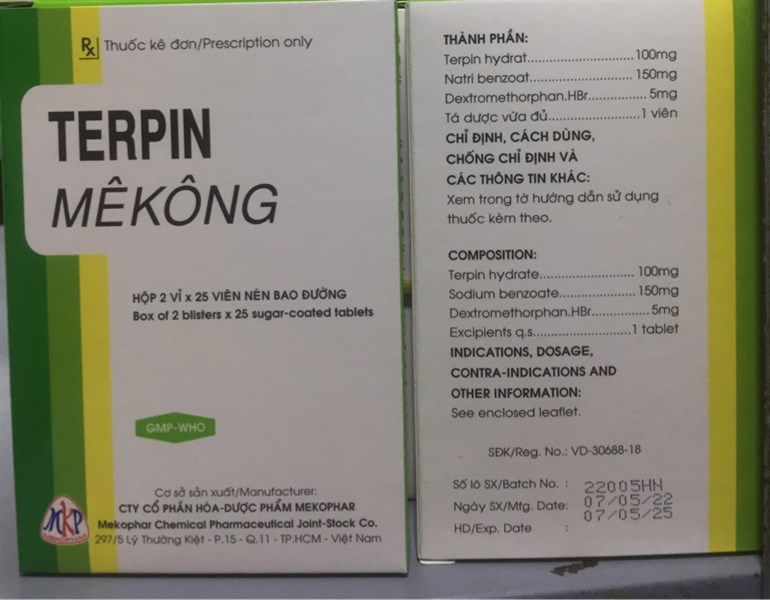 Rx Thuốc kê đơn/Prescription only
TERPIN
MÊKÔNG
HỘP 2 VỈ x 25 VIÊN NÉN BAO ĐƯỜNG
Box of 2 blisters x 25 sugar-coated tablets
GMP-WHO
Cơ sở sản xuất/Manufacturer:
CTY CỔ PHẦN HÓA-DƯỢC PHẨM MEKOPHAR
Mekophar Chemical Pharmaceutical Joint-Stock Co.
297/5 Lý Thường Kiệt - P.15 - Q.11 - TP.HCM - Việt Nam
MKP
MEKOPHAR
THÀNH PHẦN:
Terpin hydrat..........................100mg
Natri benzoat..........................150mg
Dextromethorphan.HBr..............5mg
Tá dược vừa đủ.......................1 viên
CHỈ ĐỊNH, CÁCH DÙNG,
CHỐNG CHỈ ĐỊNH VÀ
CÁC THÔNG TIN KHÁC:
Xem trong tờ hướng dẫn sử dụng
thuốc kèm theo.
COMPOSITION:
Terpin hydrate........................ 100mg
Sodium benzoate...................150mg
Dextromethorphan.HBr..............5mg
Excipients q.s........................1 tablet
INDICATIONS, DOSAGE,
CONTRA-INDICATIONS AND
OTHER INFORMATION:
See enclosed leaflet.
SĐK/Reg. No.: VD-30688-18
Số lô SX/Batch No. : 22005HN
Ngày SX/Mfg. Date: 07/05/22
HD/Exp. Date : 07/05/25